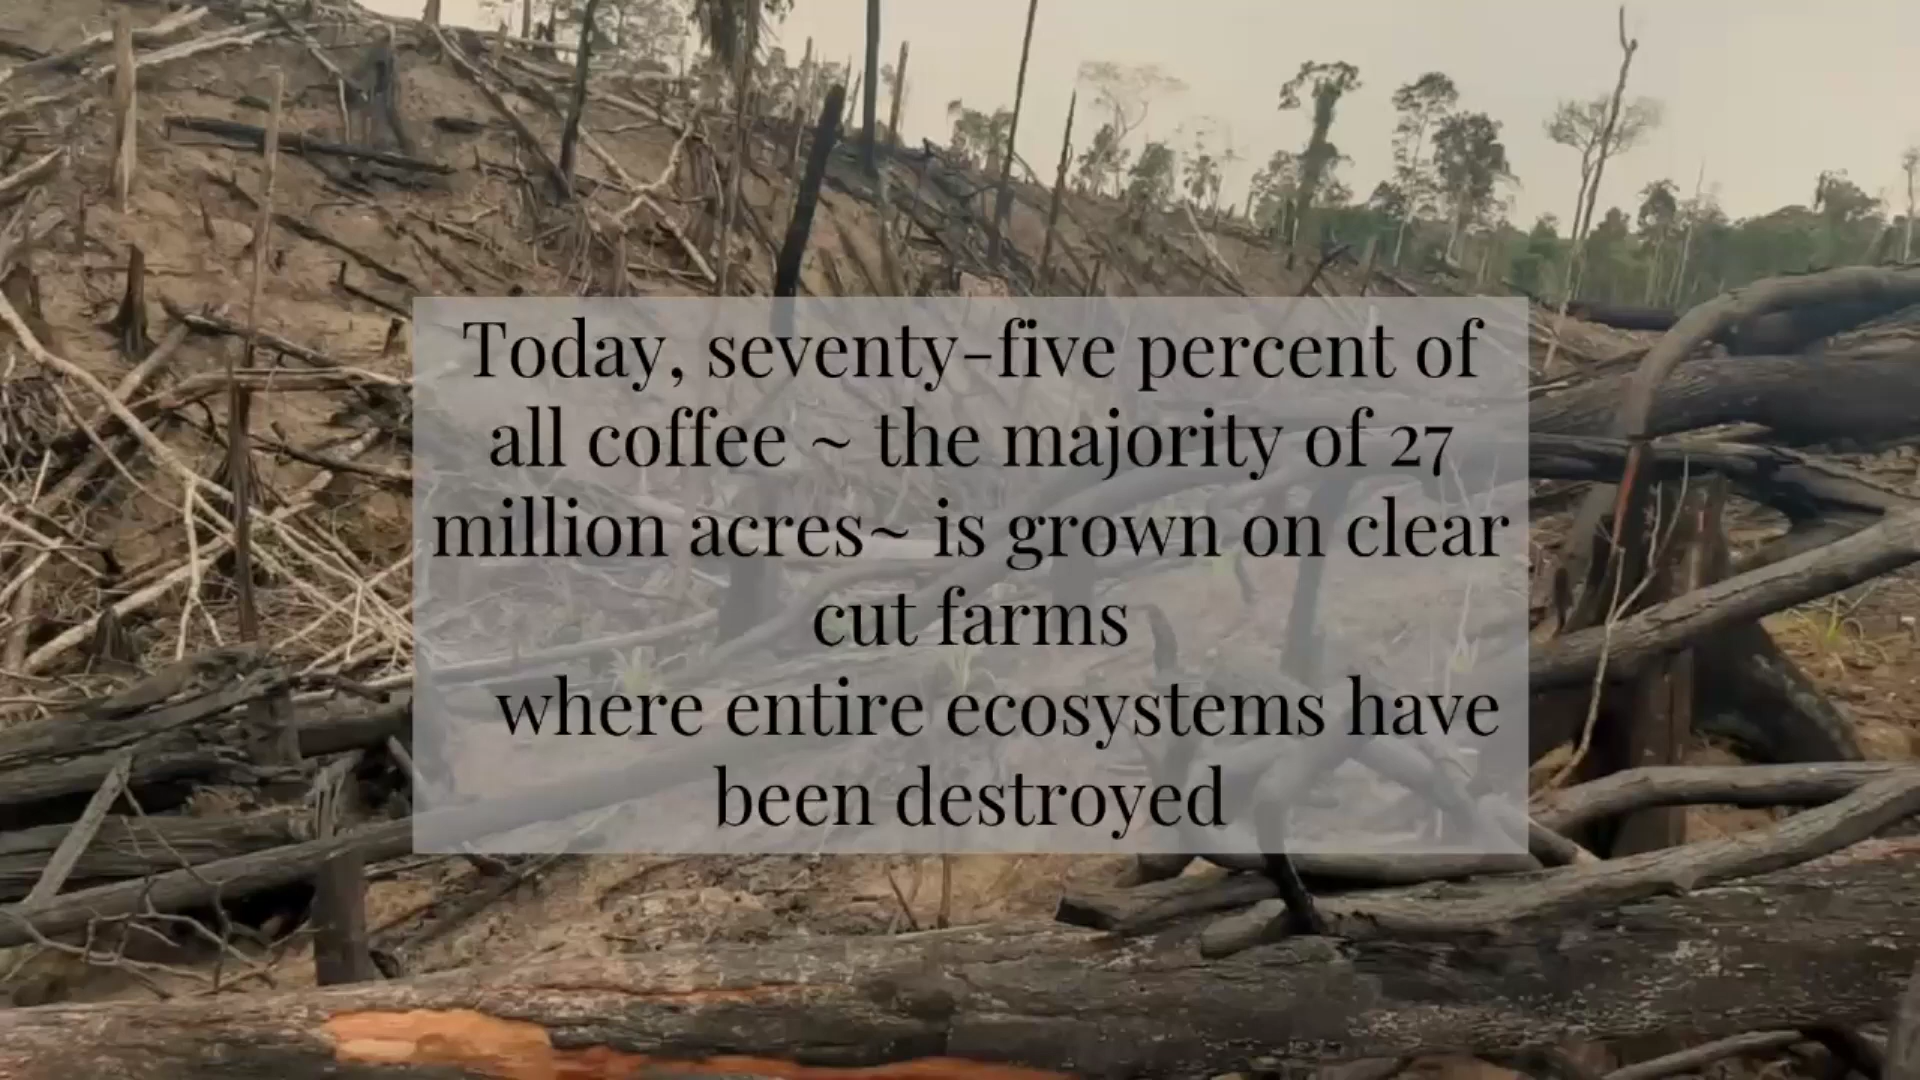 Today, seventy-five percent of
all coffee ~ the majority of 27
million acres~ is grown on clear
cut farms
where entire ecosystems have
been destroyed